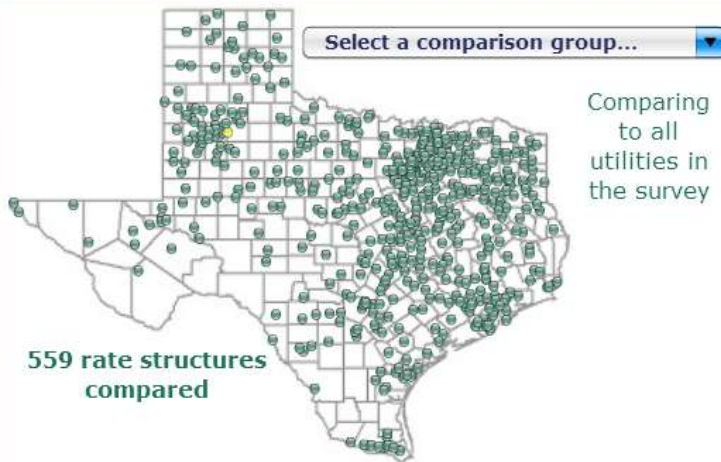 Select a comparison group...
Comparing
to all
utilities in
the survey
559 rate structures
compared